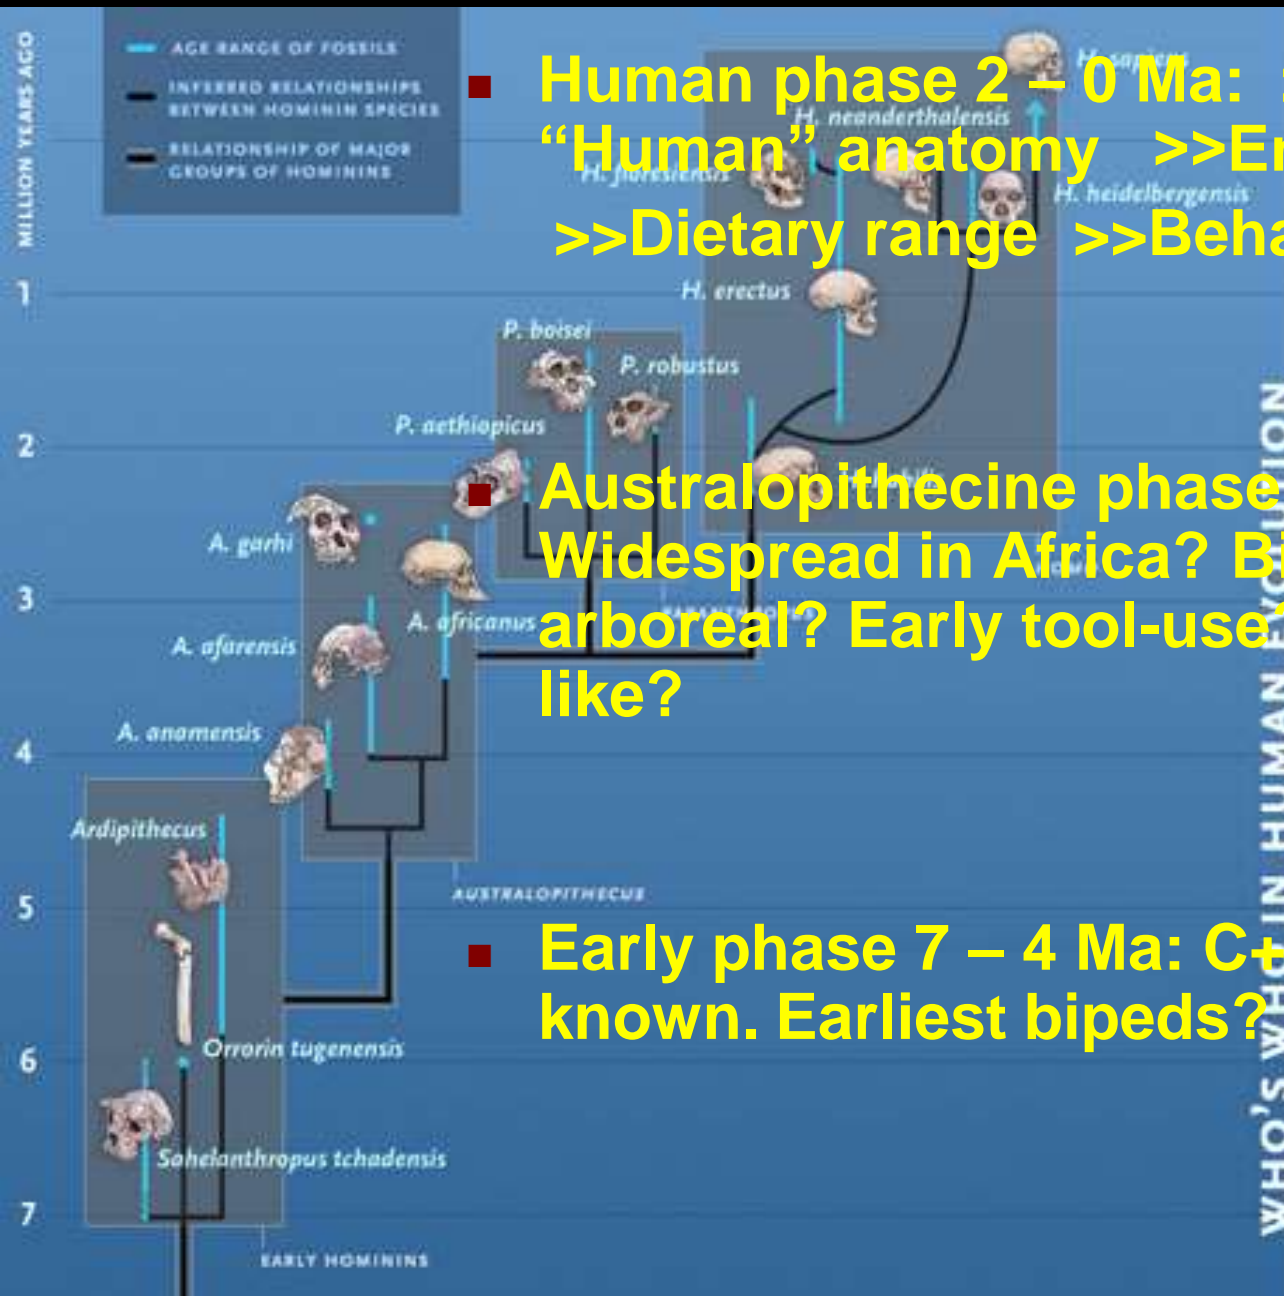 MILLION YEARS AGO
AGE RANGE OF FOSSILS
INFERRED RELATIONSHIPS
BETWEEN HOMININ SPECIES
RELATIONSHIP OF MAJOR
GROUPS OF HOMININS
▪ Human phase 2 – 0 Ma:
“Human” anatomy >>En
>>Dietary range >>Beha
H. sapiens
H. neanderthalensis
H. floresiensis
H. heidelbergensis
1
H. erectus
P. boisei
P. robustus
2
P. aethiopicus
▪ Australopithecine phase
Widespread in Africa? Bi
arboreal? Early tool-use
like?
A. garhi
3
A. africanus
A. afarensis
A. anamensis
4
Ardipithecus
AUSTRALOPITHECUS
5
▪ Early phase 7 – 4 Ma: C+
known. Earliest bipeds?
Orrorin tugenensis
6
Sahelanthropus tchadensis
7
EARLY HOMININS
WHO'S WHO IN HUMAN EVOLUTION